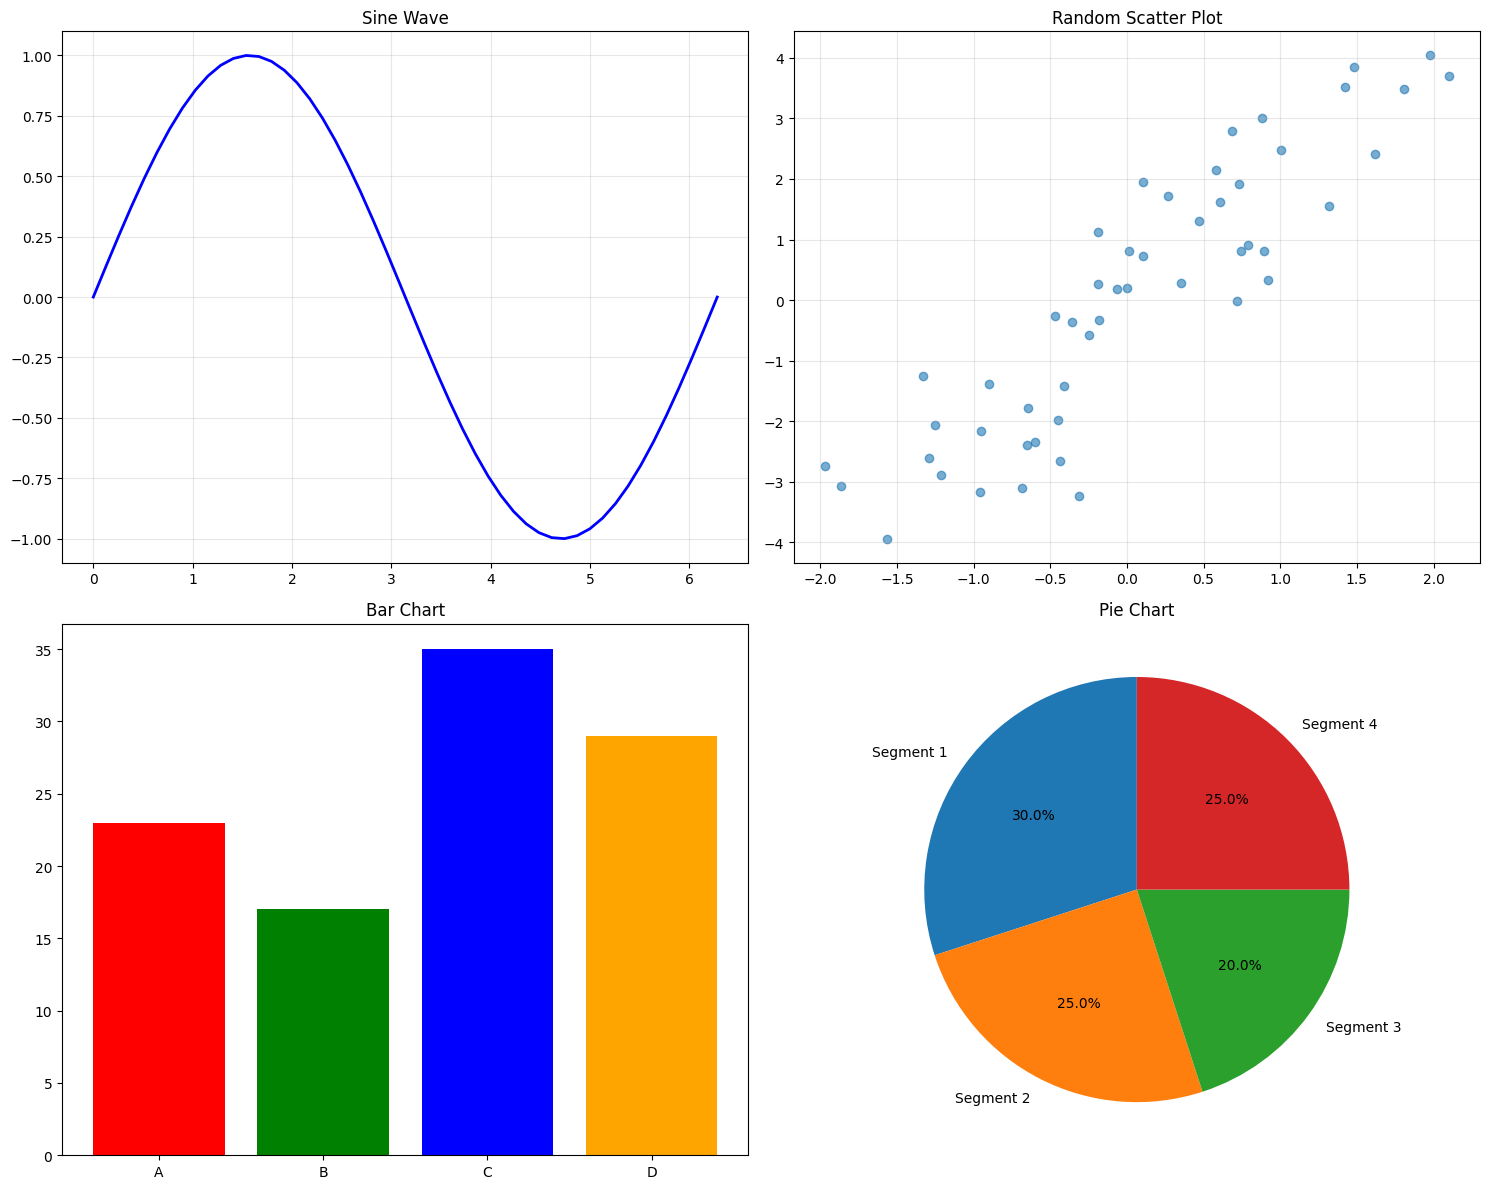 Sine Wave
1.00
0.75
0.50
0.25
0.00
−0.25
−0.50
−0.75
−1.00
0 1 2 3 4 5 6
Random Scatter Plot
4
3
2
1
0
−1
−2
−3
−4
−2.0 −1.5 −1.0 −0.5 0.0 0.5 1.0 1.5 2.0
Bar Chart
35
30
25
20
15
10
5
0
A B C D
Pie Chart
Segment 4
Segment 1
25.0%
30.0%
20.0%
25.0%
Segment 3
Segment 2